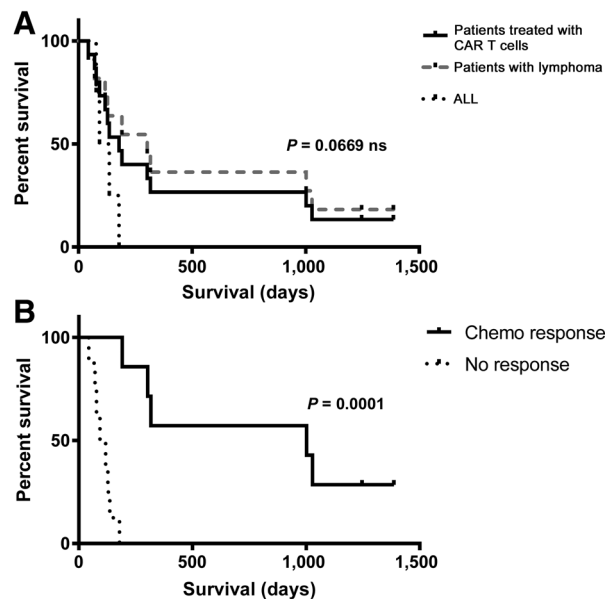 A
Percent survival
100
50
0
0
500
1,000
1,500
Survival (days)
P = 0.0669 ns
Patients treated with
CAR T cells
Patients with lymphoma
ALL
B
Percent survival
100
50
0
0
500
1,000
1,500
Survival (days)
P = 0.0001
Chemo response
No response